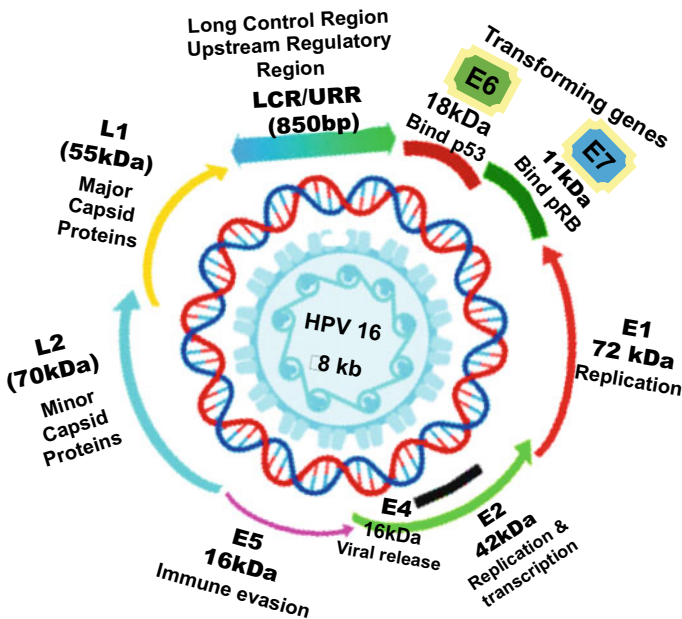 Long Control Region
Upstream Regulatory
Region
LCR/URR
(850bp)
Transforming genes
E6
18kDa
Bind p53
E7
11kDa
Bind pRB
E1
72 kDa
Replication
E2
42kDa
Replication &
transcription
E4
16kDa
Viral release
E5
16kDa
Immune evasion
L2
(70kDa)
Minor
Capsid
Proteins
L1
(55kDa)
Major
Capsid
Proteins
HPV 16
8 kb